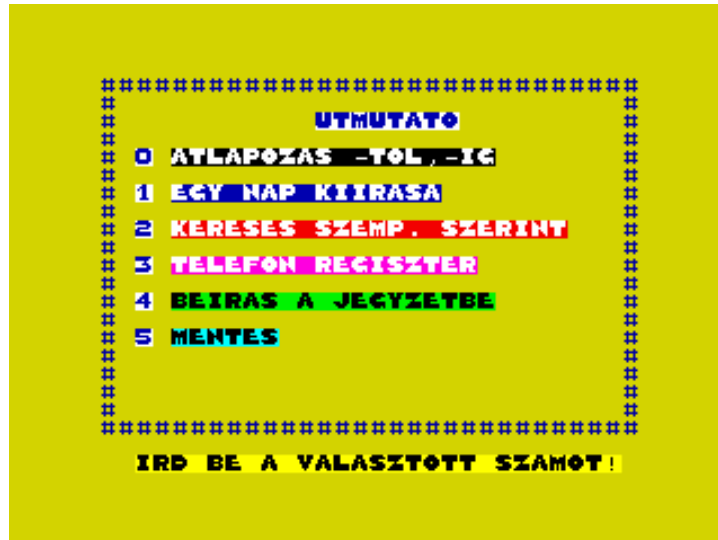 ##############################
UTMUTATO
0 ATLAPOZAS -TOL,-IG
1 EGY NAP KIIRASA
2 KERESES SZEMP. SZERINT
3 TELEFON REGISZTER
4 BEIRAS A JEGYZETBE
5 MENTES
##############################
IRD BE A VALASZTOTT SZAMOT!